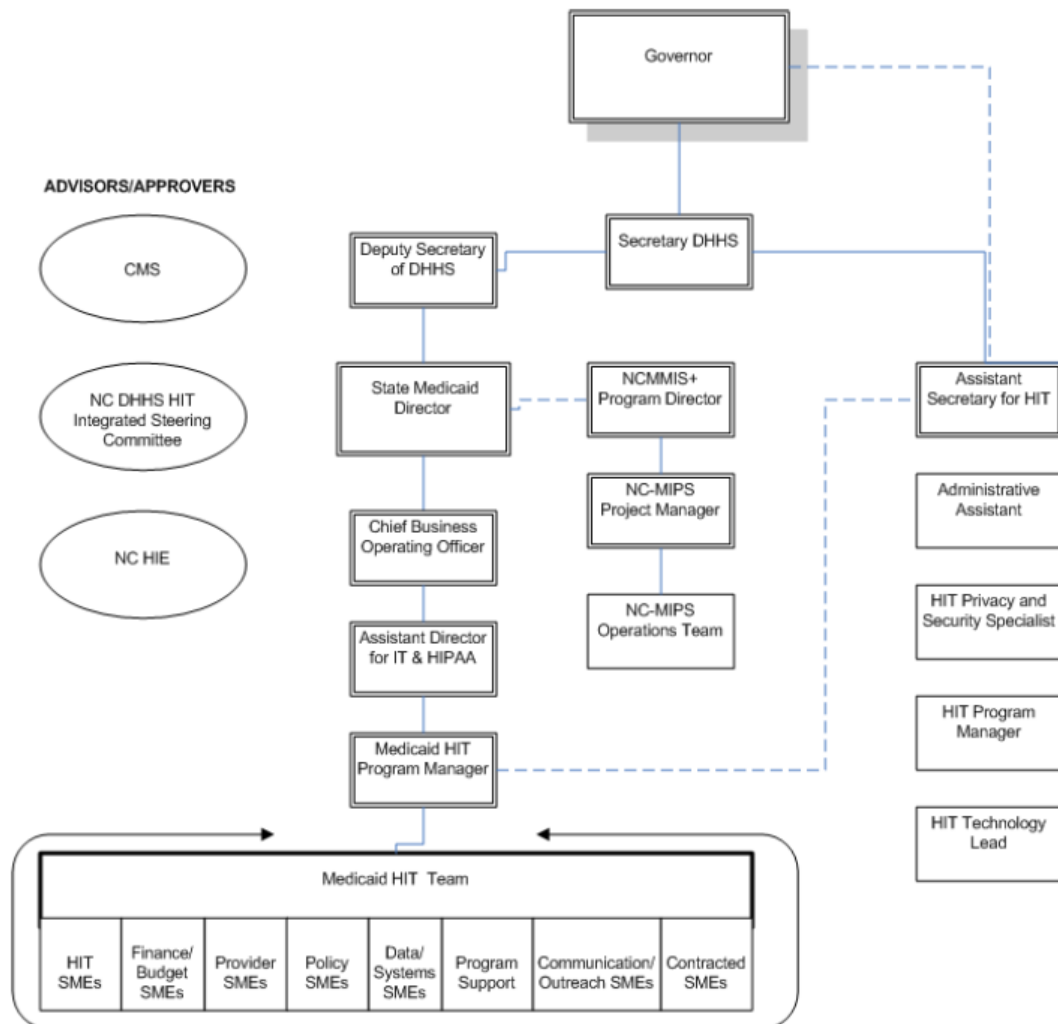 Governor
ADVISORS/APPROVERS
CMS
NC DHHS HIT
Integrated Steering
Committee
NC HIE
Secretary DHHS
Deputy Secretary
of DHHS
State Medicaid
Director
NCMMIS+
Program Director
Assistant
Secretary for HIT
NC-MIPS
Project Manager
Administrative
Assistant
Chief Business
Operating Officer
NC-MIPS
Operations Team
HIT Privacy and
Security Specialist
Assistant Director
for IT & HIPAA
HIT Program
Manager
Medicaid HIT
Program Manager
HIT Technology
Lead
Medicaid HIT Team
HIT
SMEs
Finance/
Budget
SMEs
Provider
SMEs
Policy
SMEs
Data/
Systems
SMEs
Program
Support
Communication/
Outreach SMEs
Contracted
SMEs